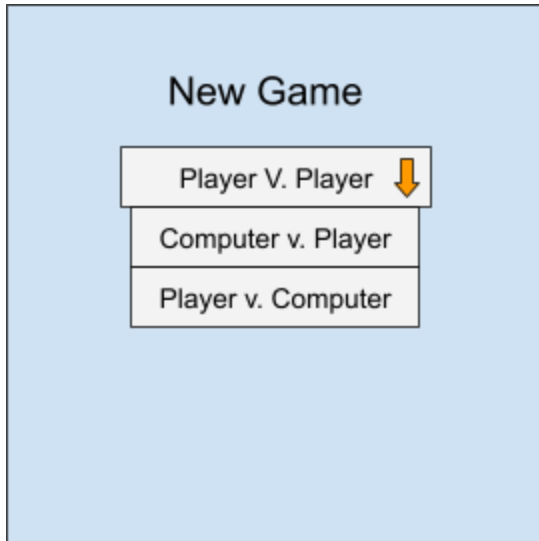 New Game
Player V. Player
Computer v. Player
Player v. Computer